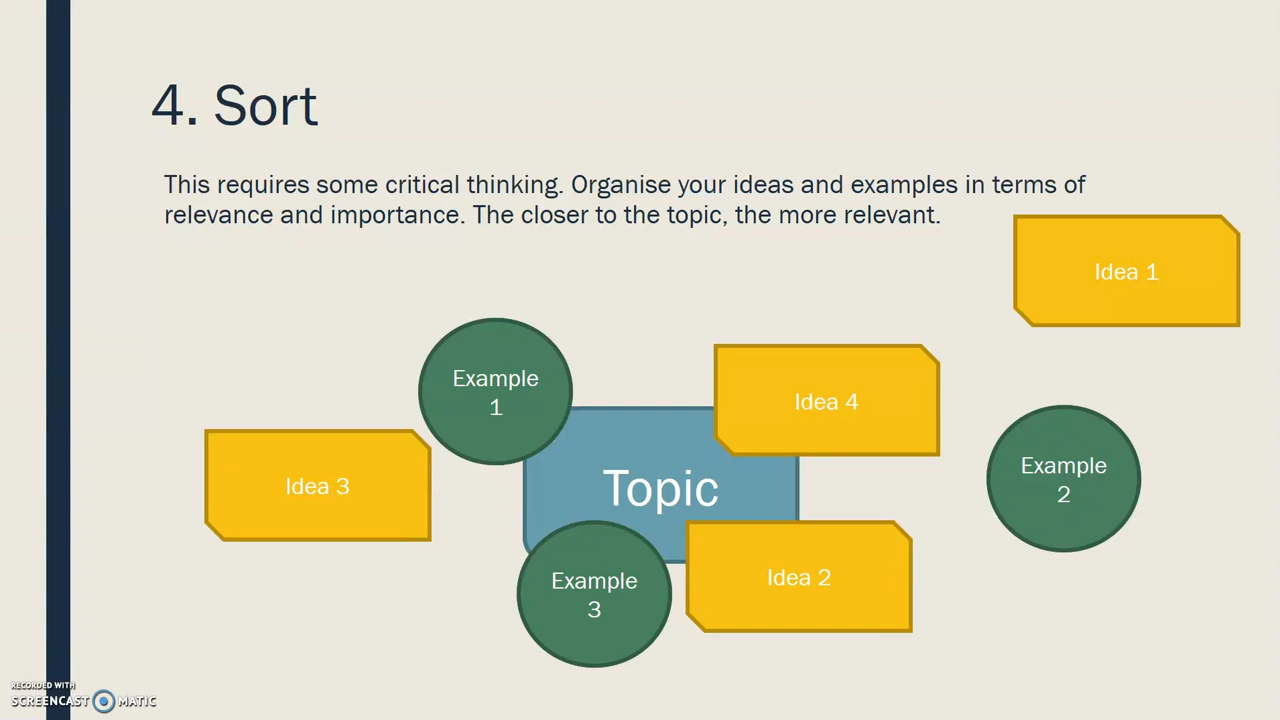 4. Sort
This requires some critical thinking. Organise your ideas and examples in terms of
relevance and importance. The closer to the topic, the more relevant.
Idea 1
Example
1
Idea 4
Idea 3
Topic
Example
2
Example
3
Idea 2
RECORDED WITH
SCREENCAST MATIC